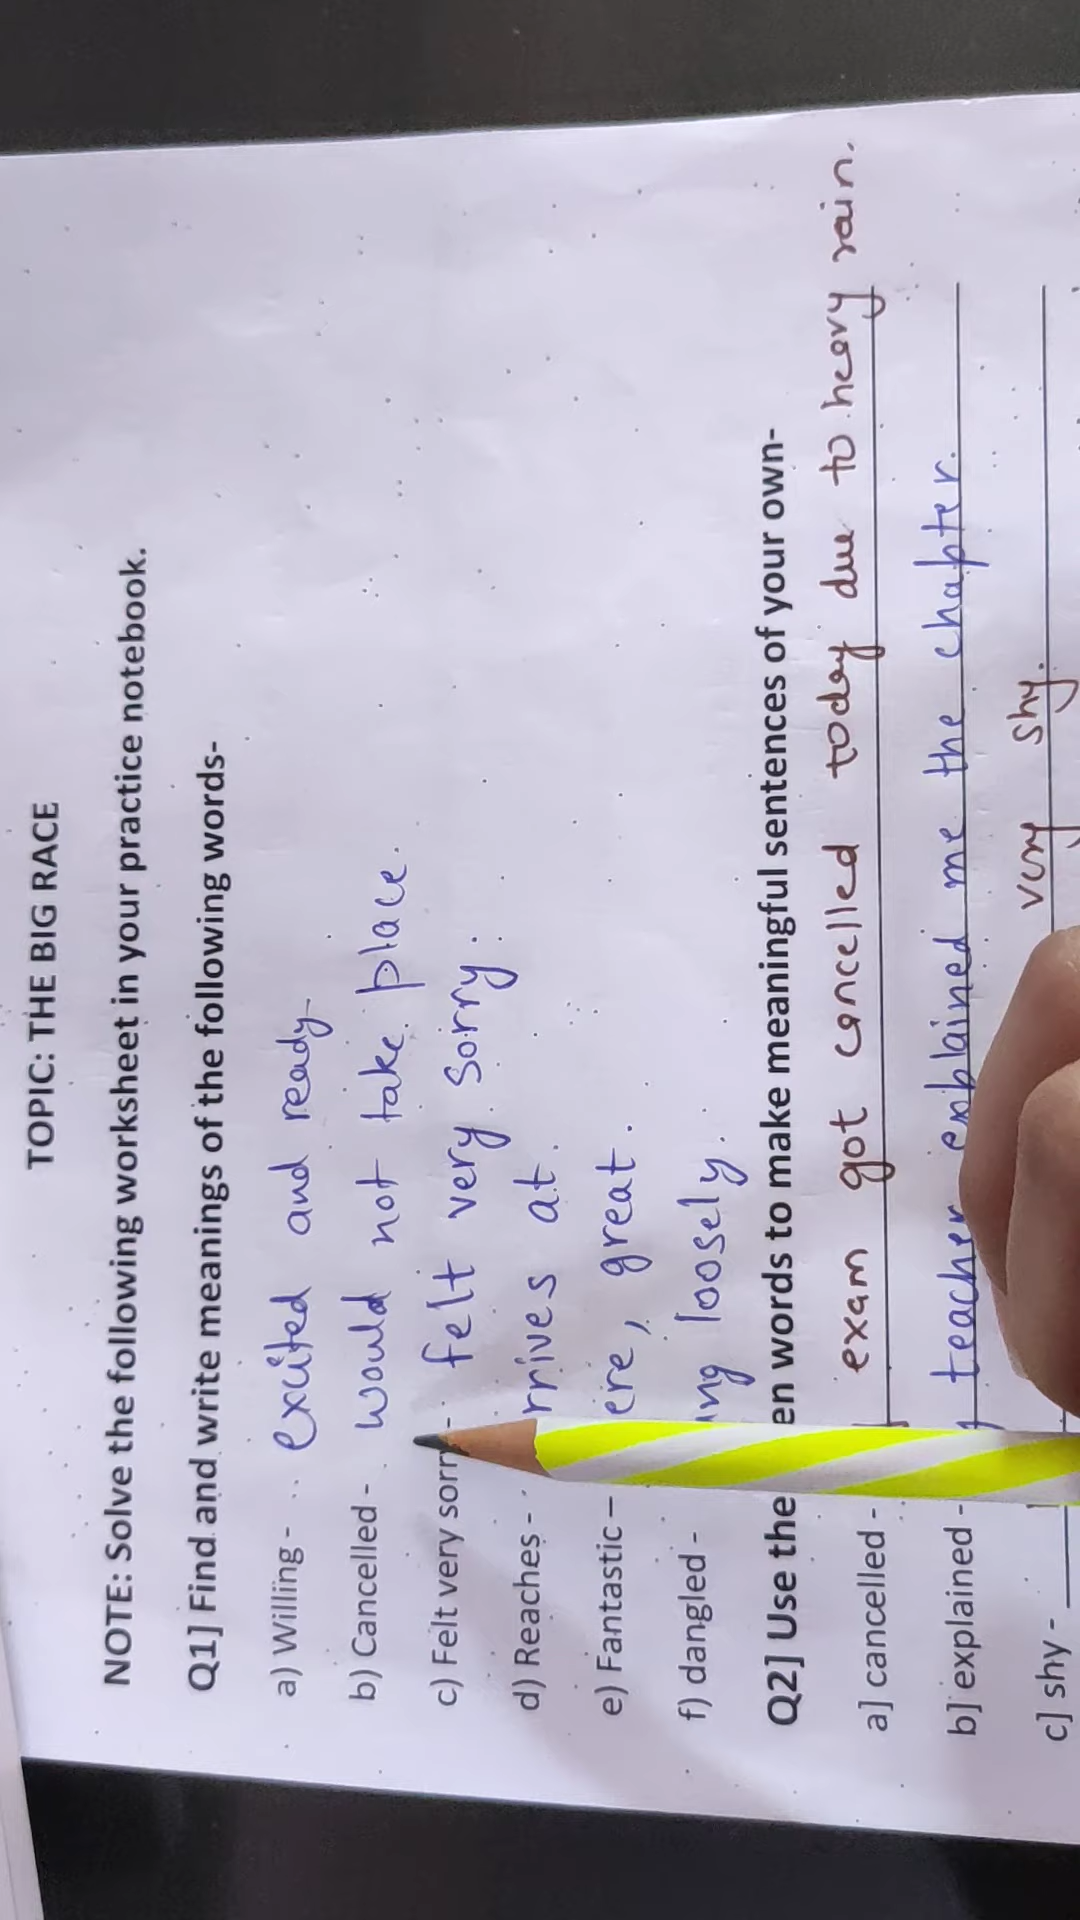 TOPIC: THE BIG RACE
NOTE: Solve the following worksheet in your practice notebook.
Q1] Find and write meanings of the following words-
a) Willing - excited and ready
b) Cancelled - would not take place.
c) Felt very sorry- felt very sorry.
d) Reaches - rrives at.
e) Fantastic – ere, great.
f) dangled - ing loosely.
Q2] Use the en words to make meaningful sentences of your own-
a] cancelled - exam got cancelled today due to heavy rain.
b] explained - teacher explained me the chapter.
c] shy - very shy.